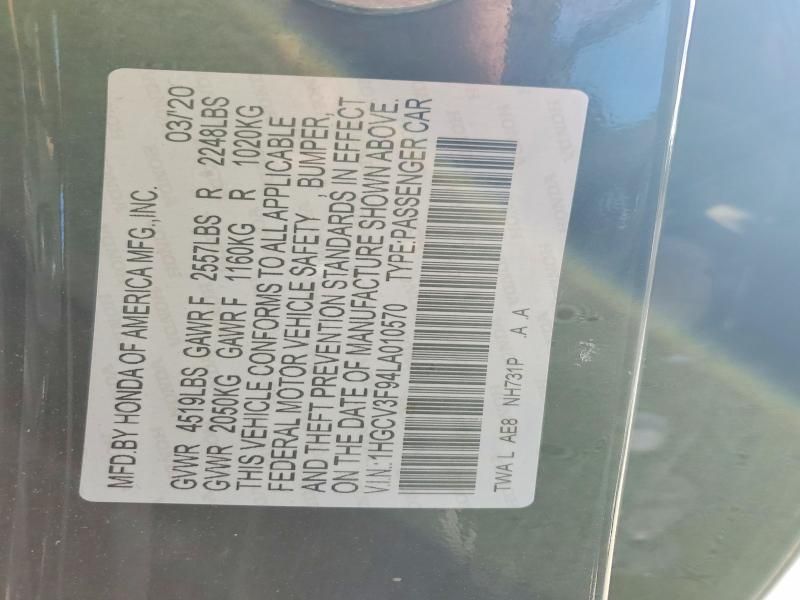 MFD.BY HONDA OF AMERICA MFG.,INC.
03/'20
GVWR 4519LBS GAWR F 2557LBS R 2248LBS
GVWR 2050KG GAWR F 1160KG R 1020KG
THIS VEHICLE CONFORMS TO ALL APPLICABLE
FEDERAL MOTOR VEHICLE SAFETY , BUMPER,
AND THEFT PREVENTION STANDARDS IN EFFECT
ON THE DATE OF MANUFACTURE SHOWN ABOVE.
V.I.N.:1HGCV3F94LA010570 TYPE:PASSENGER CAR
TWA L AE8 NH731P .A .A